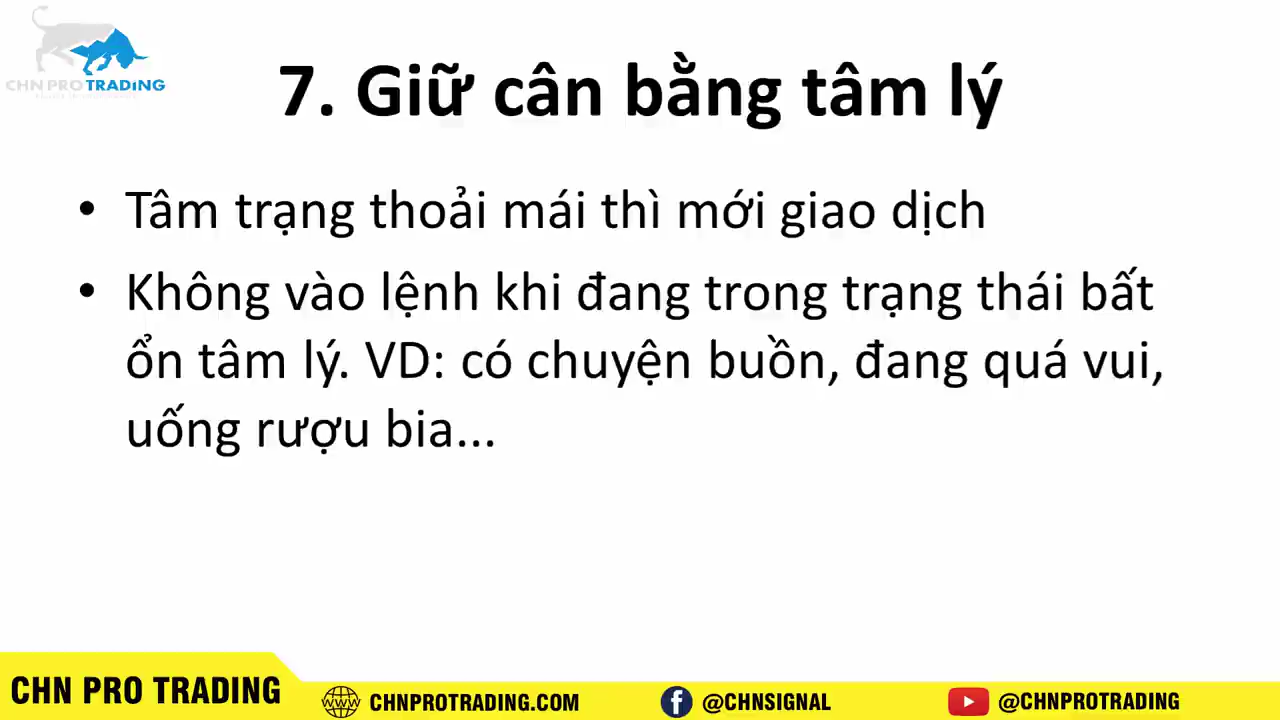 CHN PRO TRADING
7. Giữ cân bằng tâm lý
• Tâm trạng thoải mái thì mới giao dịch
• Không vào lệnh khi đang trong trạng thái bất
ổn tâm lý. VD: có chuyện buồn, đang quá vui,
uống rượu bia...
CHN PRO TRADING
CHNPROTRADING.COM
@CHNSIGNAL
@CHNPROTRADING